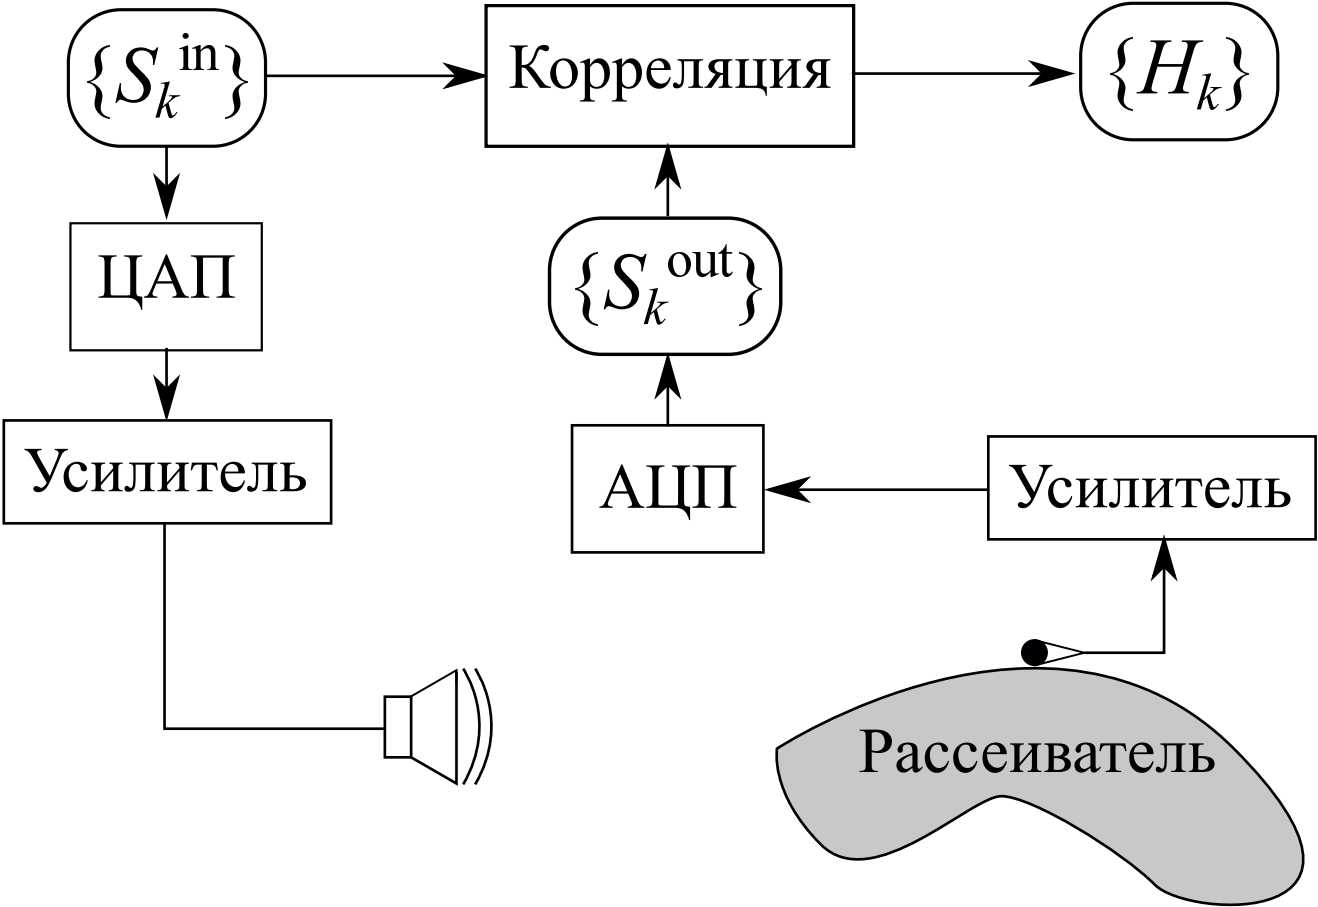 {S_k^in}
Корреляция
{H_k}
ЦАП
{S_k^out}
Усилитель
АЦП
Усилитель
Рассеиватель